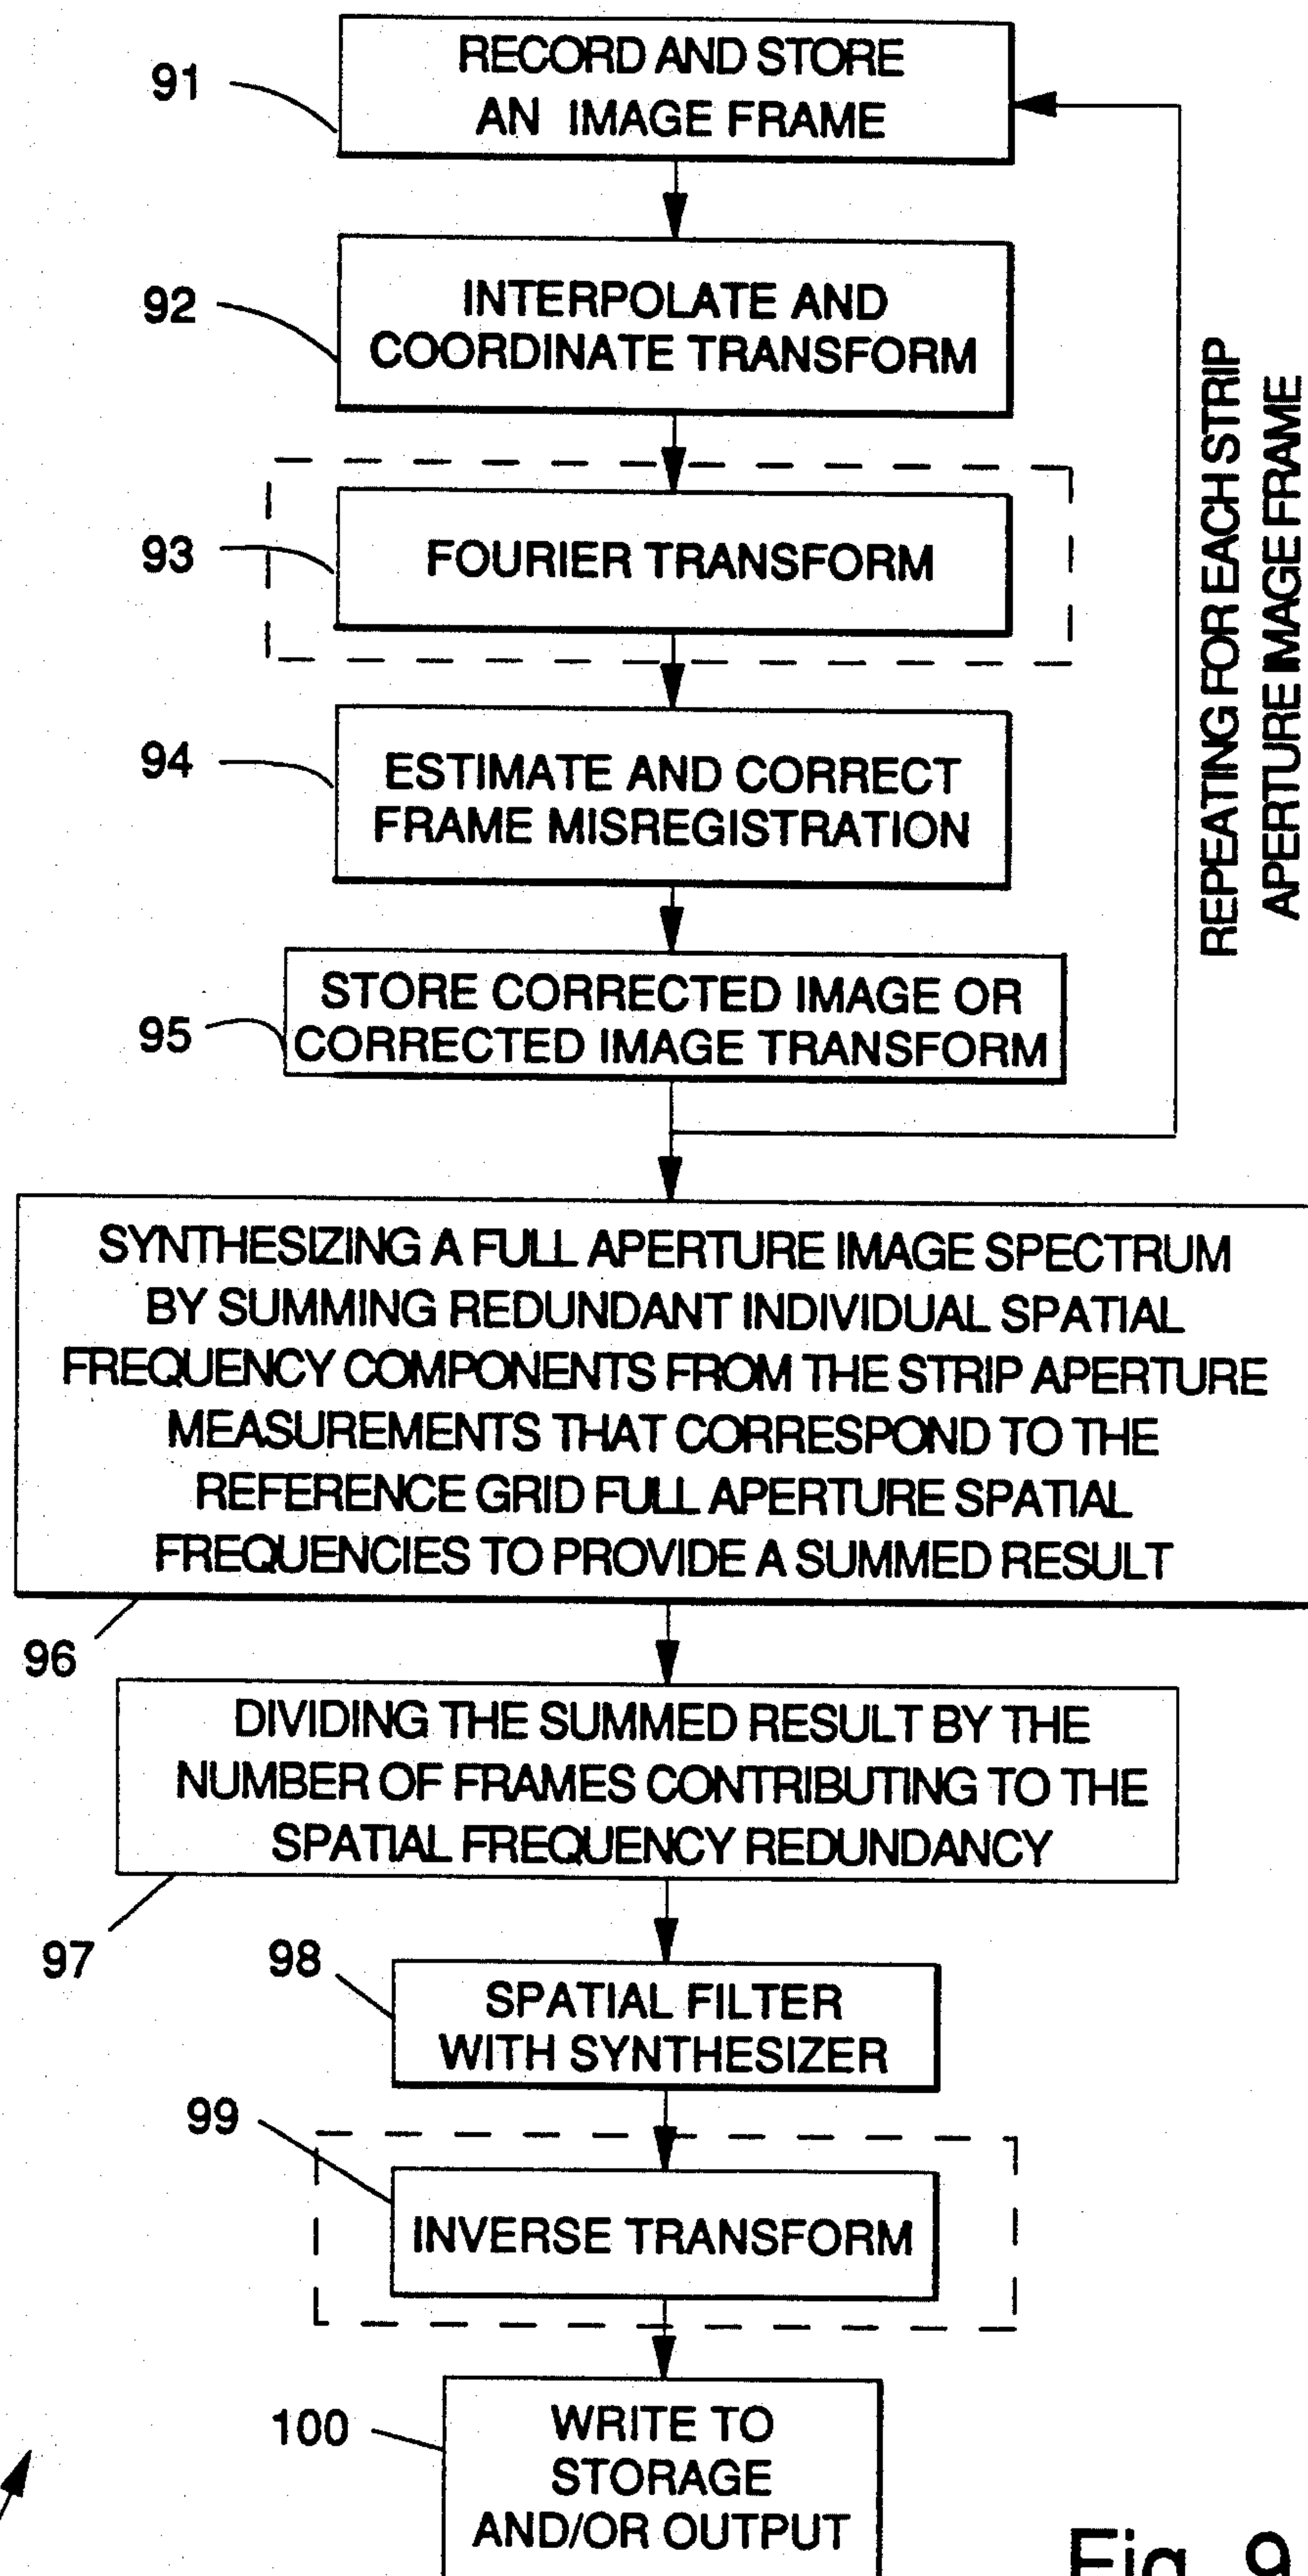 91
RECORD AND STORE
AN IMAGE FRAME
92
INTERPOLATE AND
COORDINATE TRANSFORM
93
FOURIER TRANSFORM
94
ESTIMATE AND CORRECT
FRAME MISREGISTRATION
95
STORE CORRECTED IMAGE OR
CORRECTED IMAGE TRANSFORM
REPEATING FOR EACH STRIP
APERTURE IMAGE FRAME
SYNTHESIZING A FULL APERTURE IMAGE SPECTRUM
BY SUMMING REDUNDANT INDIVIDUAL SPATIAL
FREQUENCY COMPONENTS FROM THE STRIP APERTURE
MEASUREMENTS THAT CORRESPOND TO THE
REFERENCE GRID FULL APERTURE SPATIAL
FREQUENCIES TO PROVIDE A SUMMED RESULT
96
DIVIDING THE SUMMED RESULT BY THE
NUMBER OF FRAMES CONTRIBUTING TO THE
SPATIAL FREQUENCY REDUNDANCY
97
98
SPATIAL FILTER
WITH SYNTHESIZER
99
INVERSE TRANSFORM
100
WRITE TO
STORAGE
AND/OR OUTPUT
Fig. 9